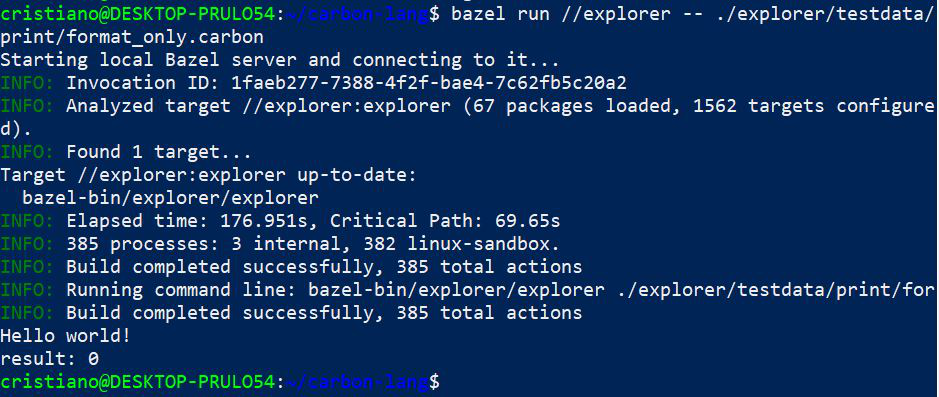 cristiano@DESKTOP-PRULO54:~/carbon-lang$ bazel run //explorer -- ./explorer/testdata/
print/format_only.carbon
Starting local Bazel server and connecting to it...
INFO: Invocation ID: 1faeb277-7388-4f2f-bae4-7c62fb5c20a2
INFO: Analyzed target //explorer:explorer (67 packages loaded, 1562 targets configure
d).
INFO: Found 1 target...
Target //explorer:explorer up-to-date:
  bazel-bin/explorer/explorer
INFO: Elapsed time: 176.951s, Critical Path: 69.65s
INFO: 385 processes: 3 internal, 382 linux-sandbox.
INFO: Build completed successfully, 385 total actions
INFO: Running command line: bazel-bin/explorer/explorer ./explorer/testdata/print/for
INFO: Build completed successfully, 385 total actions
Hello world!
result: 0
cristiano@DESKTOP-PRULO54:~/carbon-lang$